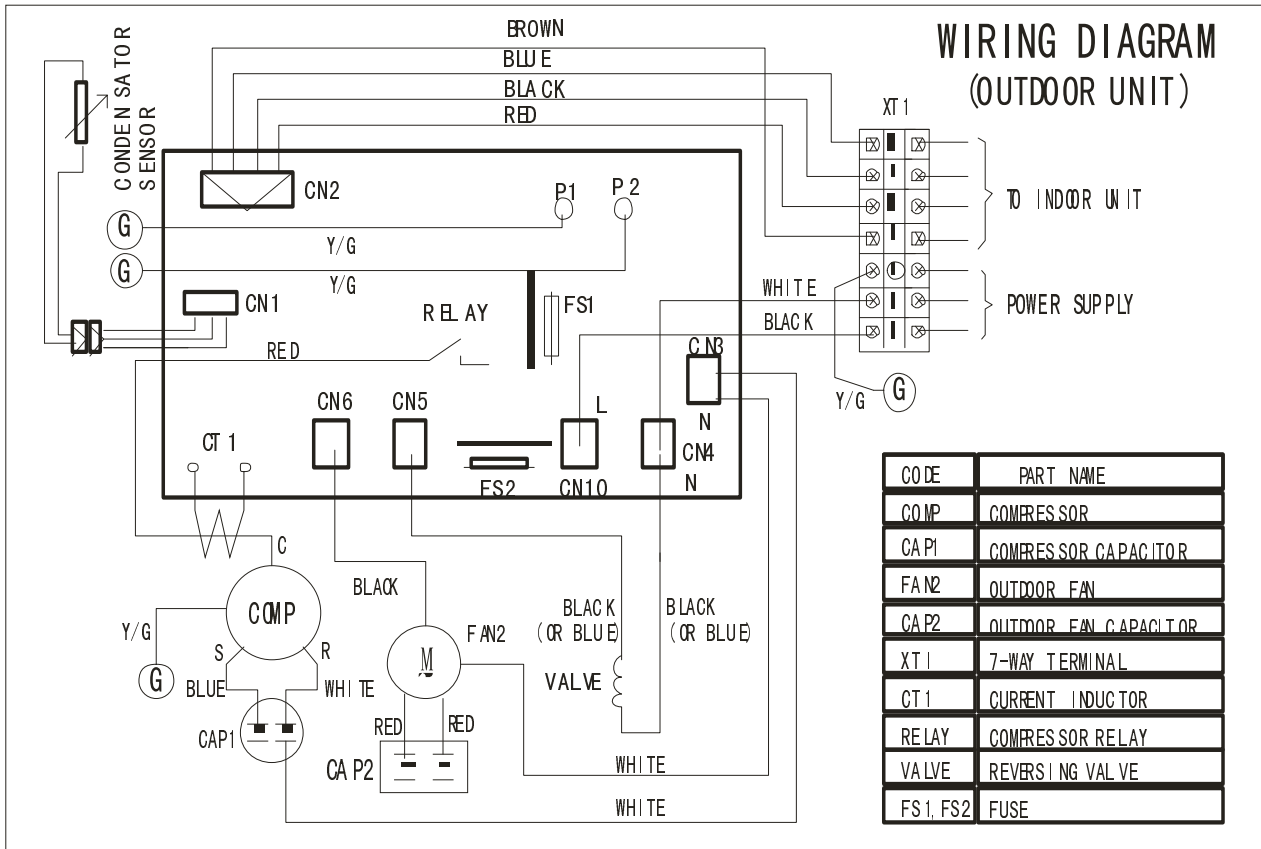 WIRING DIAGRAM
(OUTDOOR UNIT)
BROWN
BLUE
BLACK
RED
XT1
CONDENSATOR
SENSOR
CN2
P1
P2
TO INDOOR UNIT
G
Y/G
G
Y/G
CN1
RELAY
FS1
WHITE
POWER SUPPLY
BLACK
RED
CN3
Y/G
G
CN6
CN5
L
N
CT1
CN4
FS2
CN10
N
C
BLACK
COMP
BLACK
(OR BLUE)
BLACK
(OR BLUE)
Y/G
FAN2
M
S
R
G
BLUE
WHITE
VALVE
CAP1
RED
RED
CAP2
WHITE
WHITE
CODE PART NAME
COMP COMPRESSOR
CAP1 COMPRESSOR CAPACITOR
FAN2 OUTDOOR FAN
CAP2 OUTDOOR FAN CAPACITOR
XT1 7-WAY TERMINAL
CT1 CURRENT INDUCTOR
RELAY COMPRESSOR RELAY
VALVE REVERSING VALVE
FS1, FS2 FUSE